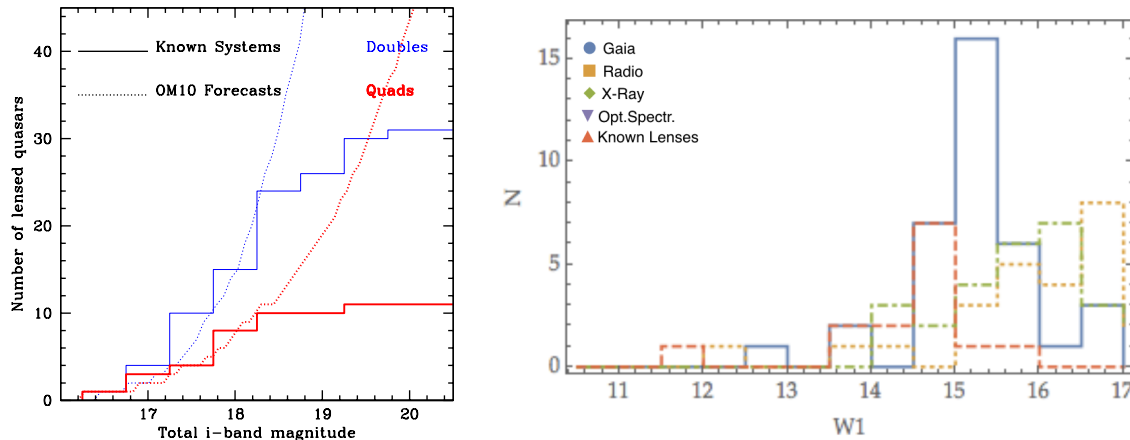 40
30
20
10
0
Number of lensed quasars
Known Systems
Doubles
OM10 Forecasts
Quads
17
18
19
20
Total i-band magnitude
15
10
5
0
N
Gaia
Radio
X-Ray
Opt.Spectr.
Known Lenses
11
12
13
14
15
16
17
W1